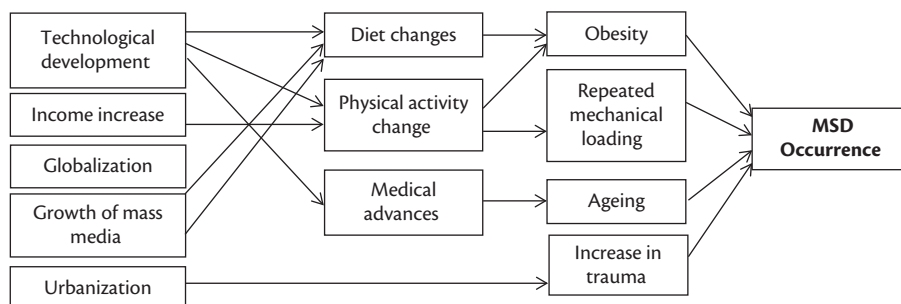 Technological
development
Income increase
Globalization
Growth of mass
media
Urbanization
Diet changes
Physical activity
change
Medical
advances
Obesity
Repeated
mechanical
loading
Ageing
Increase in
trauma
MSD
Occurrence